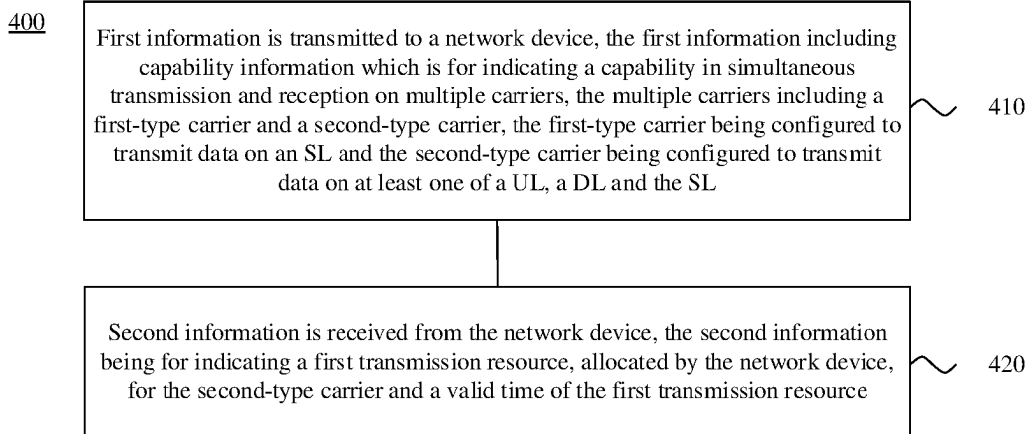 400
First information is transmitted to a network device, the first information including
capability information which is for indicating a capability in simultaneous
transmission and reception on multiple carriers, the multiple carriers including a
first-type carrier and a second-type carrier, the first-type carrier being configured to
transmit data on an SL and the second-type carrier being configured to transmit
data on at least one of a UL, a DL and the SL
410
Second information is received from the network device, the second information
being for indicating a first transmission resource, allocated by the network device,
for the second-type carrier and a valid time of the first transmission resource
420